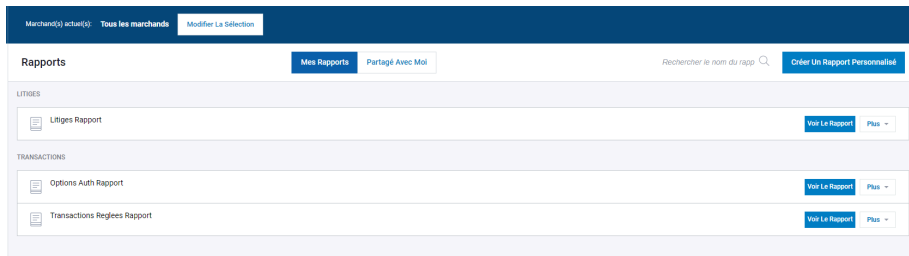 Marchand(s) actuel(s): Tous les marchands Modifier La Sélection
Rapports Mes Rapports Partagé Avec Moi Rechercher le nom du rapp Créer Un Rapport Personnalisé
LITIGES
Litiges Rapport Voir Le Rapport Plus
TRANSACTIONS
Options Auth Rapport Voir Le Rapport Plus
Transactions Reglees Rapport Voir Le Rapport Plus